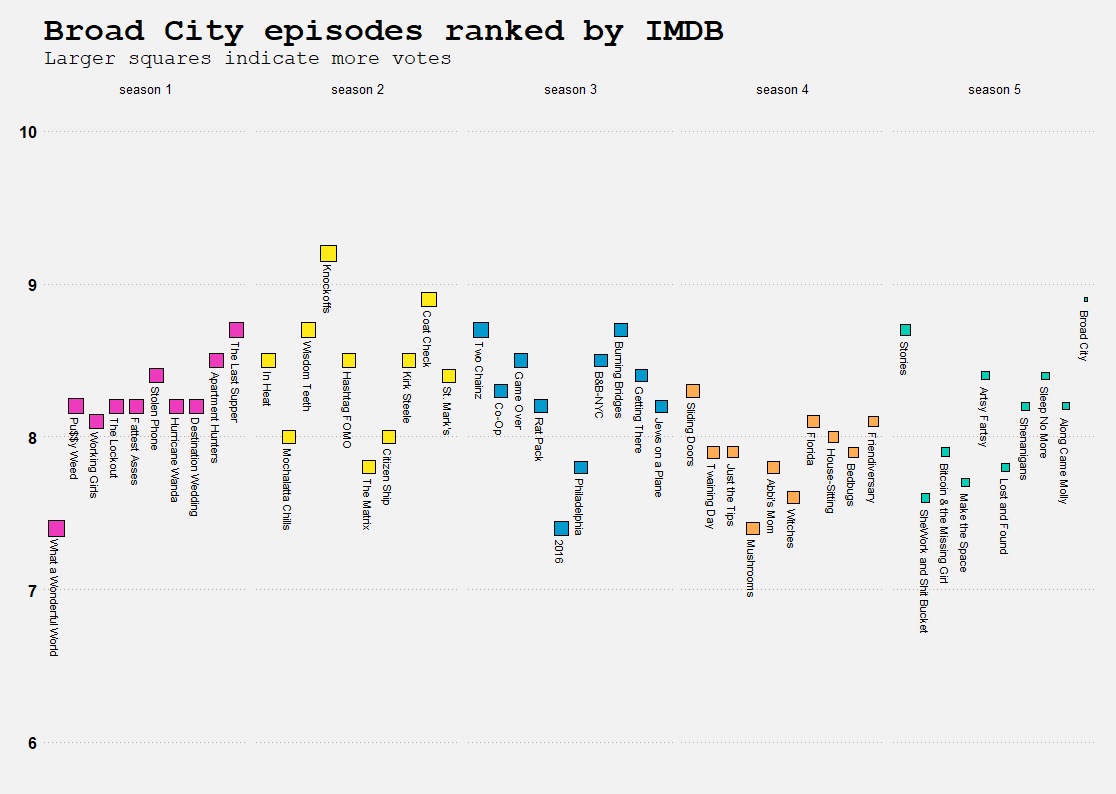 Broad City episodes ranked by IMDB
Larger squares indicate more votes
season 1
season 2
season 3
season 4
season 5
10
9
8
7
6
What a Wonderful World
Pu$$y Weed
Working Girls
The Lockout
Fattest Asses
Stolen Phone
Hurricane Wanda
Destination Wedding
Apartment Hunters
The Last Supper
In Heat
Mochalatta Chills
Wisdom Teeth
Knockoffs
Hashtag FOMO
The Matrix
Citizen Ship
Kirk Steele
Coat Check
St. Mark's
Two Chainz
Co-Op
Game Over
Rat Pack
2016
Philadelphia
B&B-NYC
Burning Bridges
Getting There
Jews on a Plane
Sliding Doors
Twaining Day
Just the Tips
Mushrooms
Abbi's Mom
Witches
Florida
House-Sitting
Bedbugs
Friendiversary
Stories
SheWork and Shit Bucket
Bitcoin & the Missing Girl
Make the Space
Artsy Fartsy
Lost and Found
Shenanigans
Sleep No More
Along Came Molly
Broad City